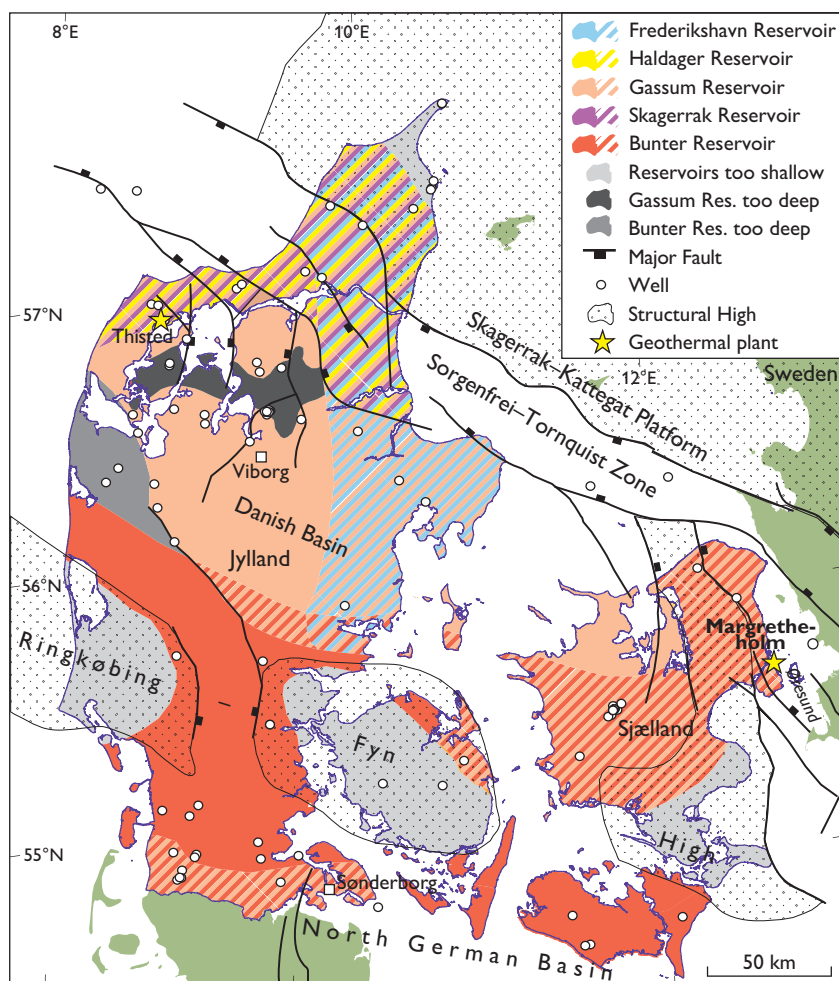 8°E
10°E
Frederikshavn Reservoir
Haldager Reservoir
Gassum Reservoir
Skagerrak Reservoir
Bunter Reservoir
Reservoirs too shallow
Gassum Res. too deep
Bunter Res. too deep
Major Fault
Well
Structural High
Geothermal plant
57°N
Thisted
Skagerrak–Kattegat Platform
12°E
Sweden
Sorgenfrei–Tornquist Zone
Viborg
Danish Basin
Jylland
56°N
Ringkøbing
Margrethe-
holm
Øresund
Sjælland
Fyn
High
55°N
Sønderborg
North German Basin
50 km